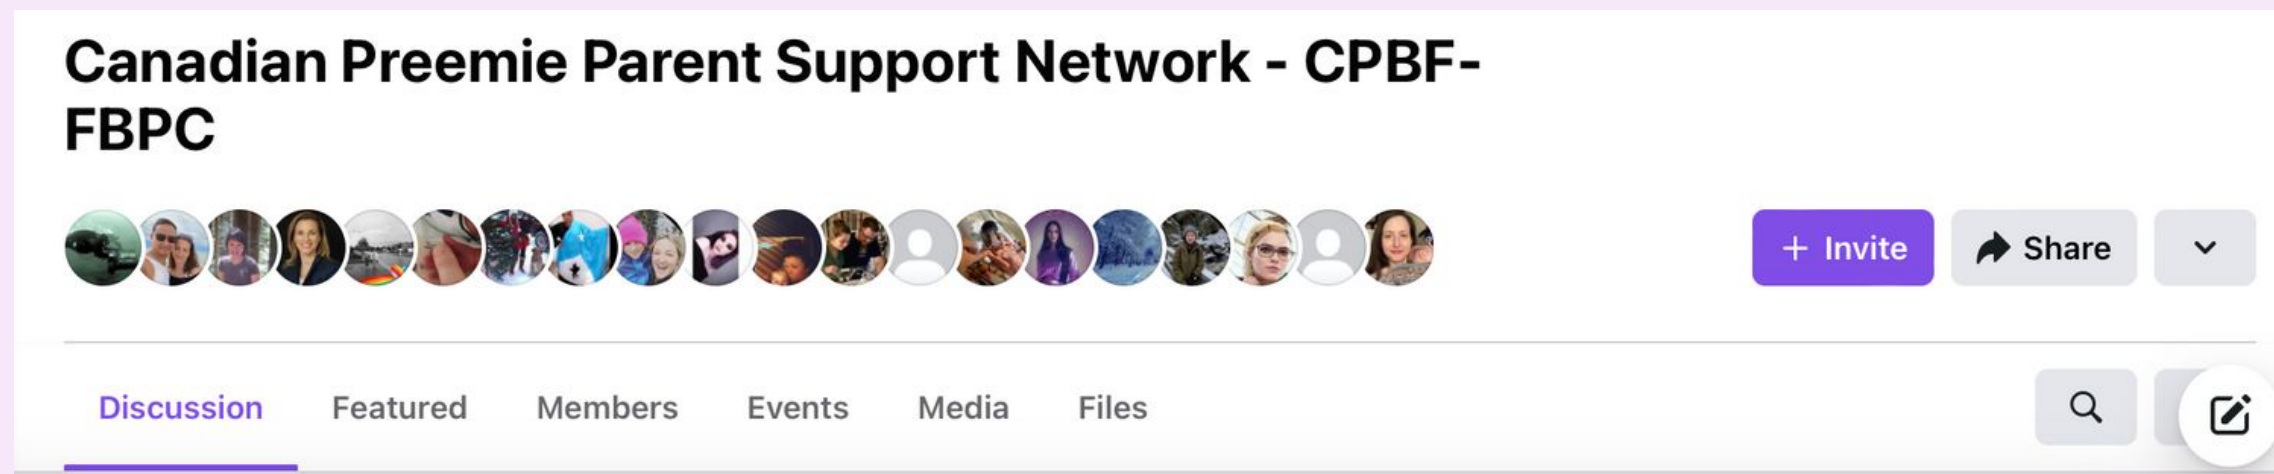 Canadian Preemie Parent Support Network - CPBF-
FBPC
+ Invite
Share
Discussion
Featured
Members
Events
Media
Files